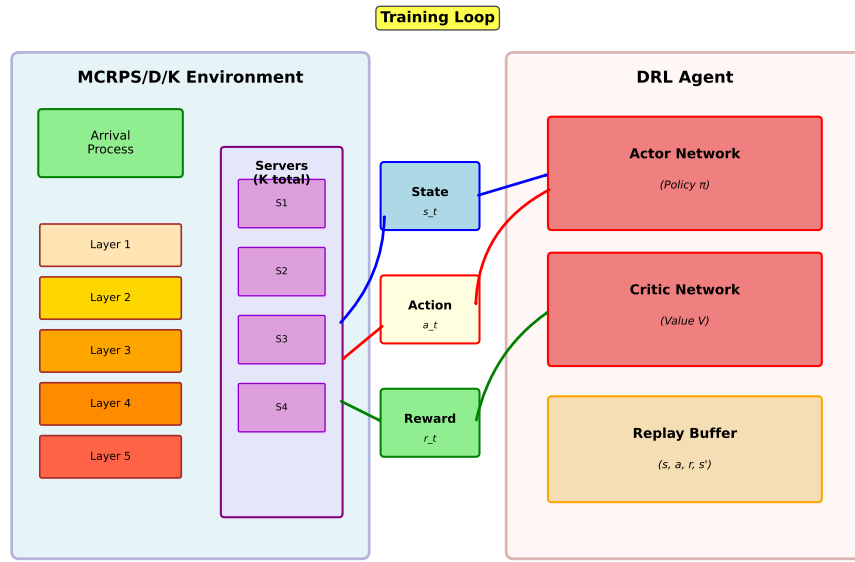 Training Loop
MCRPS/D/K Environment
Arrival
Process
Layer 1
Layer 2
Layer 3
Layer 4
Layer 5
Servers
(K total)
S1
S2
S3
S4
State
s_t
Action
a_t
Reward
r_t
DRL Agent
Actor Network
(Policy π)
Critic Network
(Value V)
Replay Buffer
(s, a, r, s')